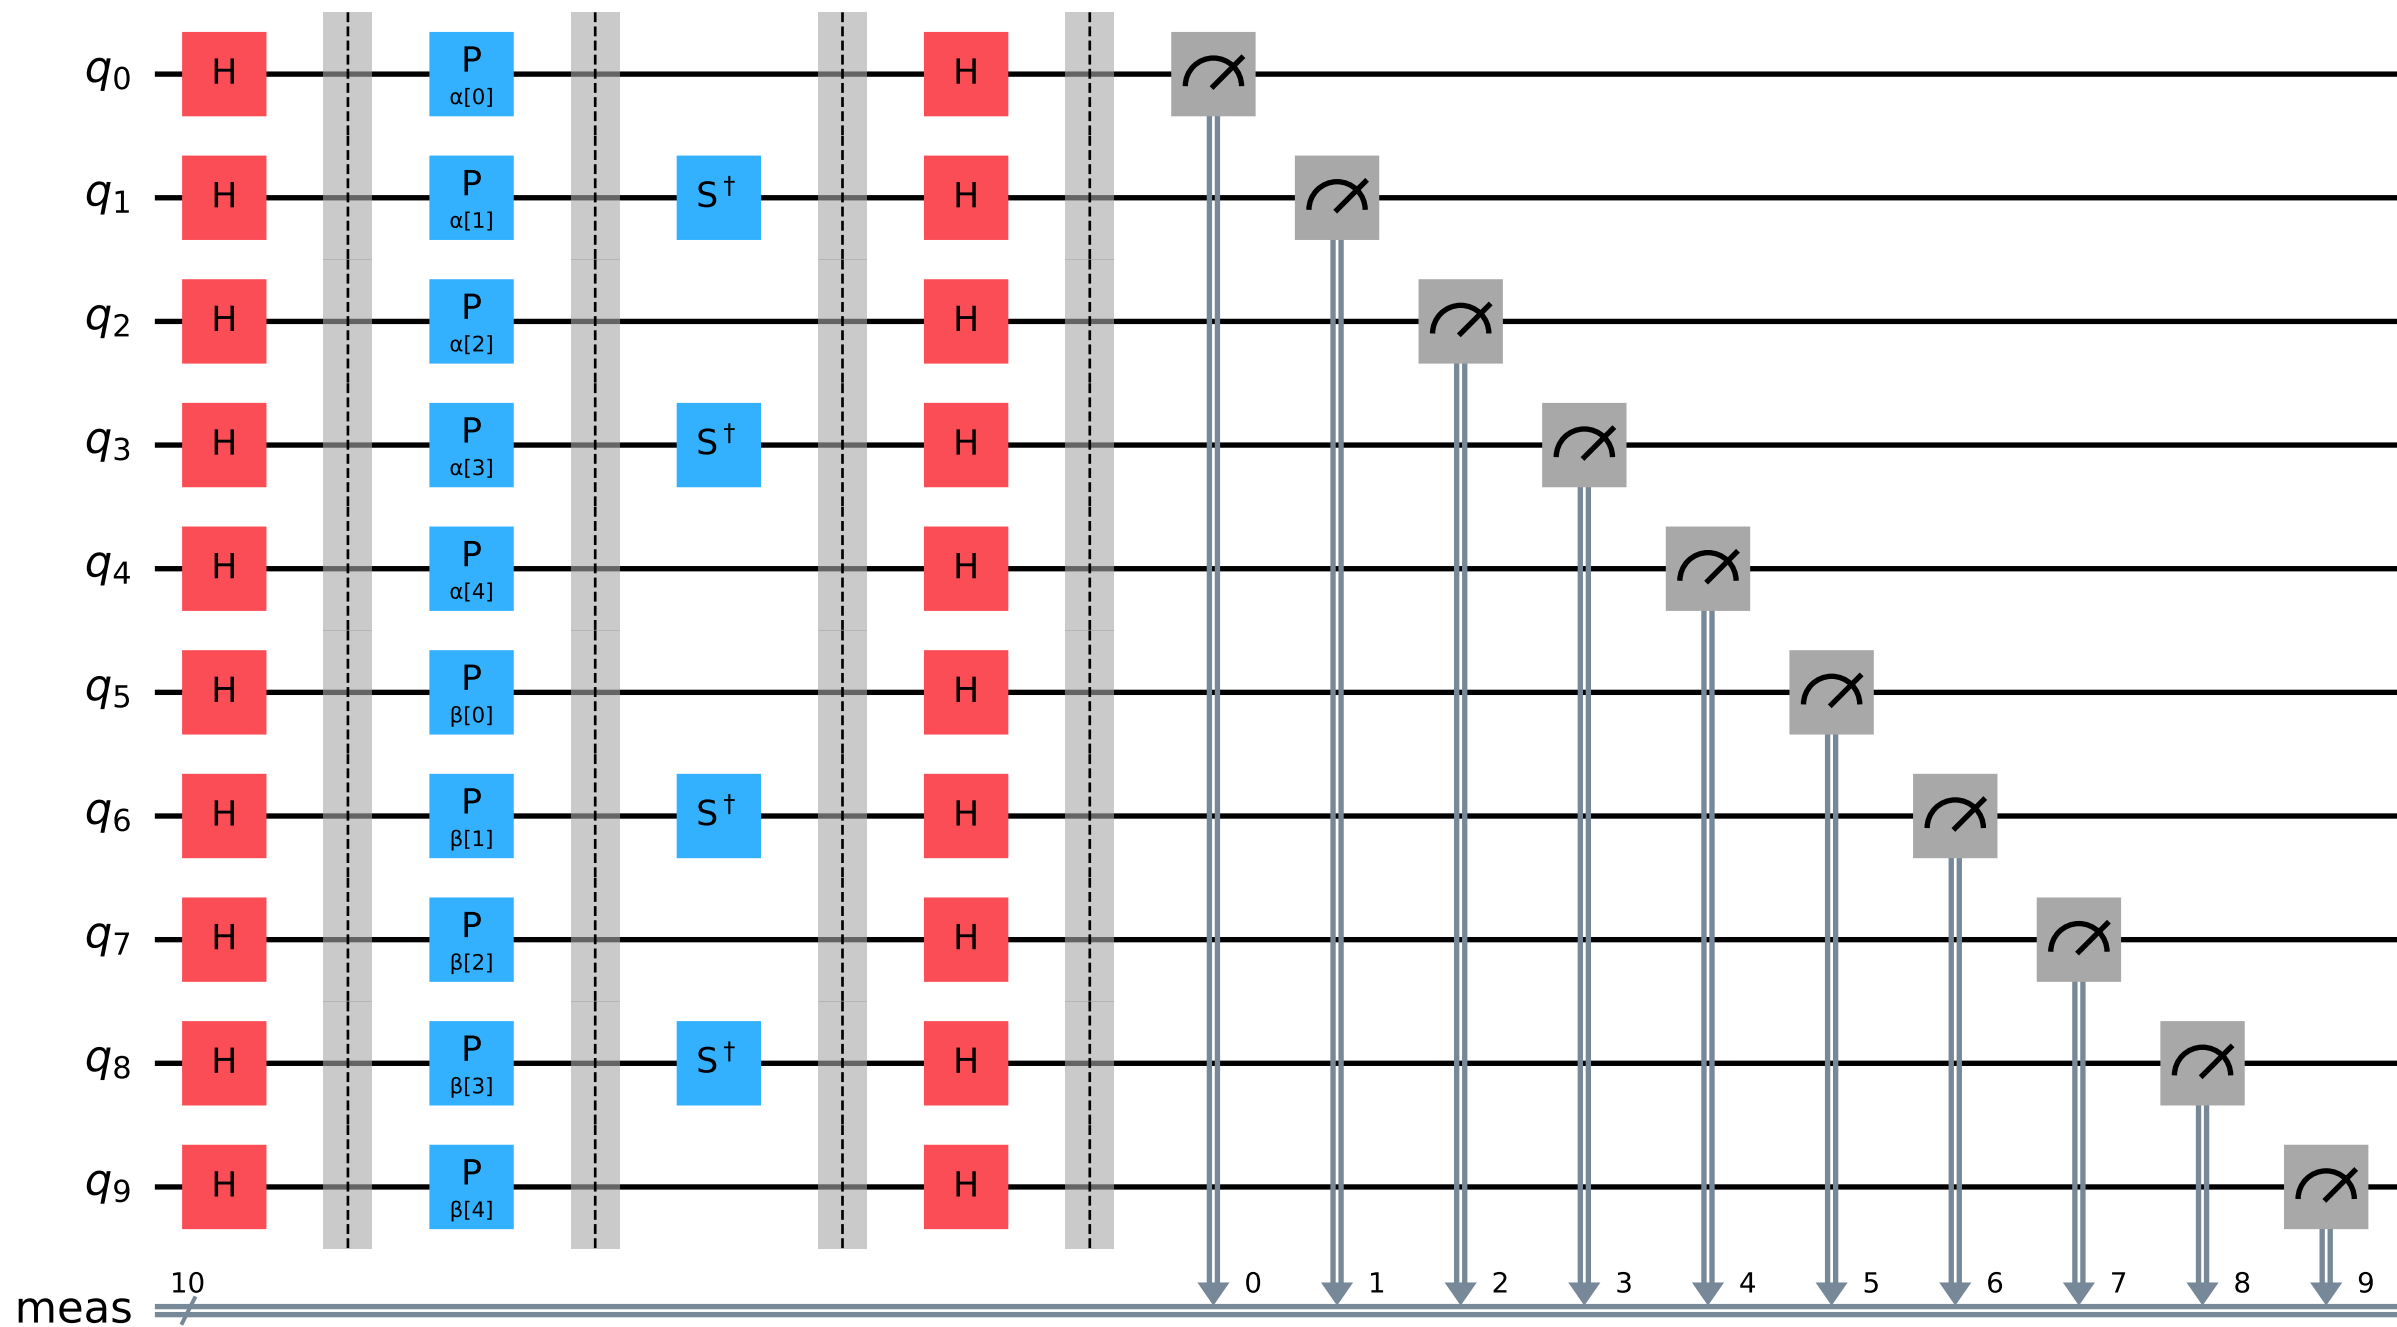 q0 H P α[0] H
q1 H P α[1] S† H
q2 H P α[2] H
q3 H P α[3] S† H
q4 H P α[4] H
q5 H P β[0] H
q6 H P β[1] S† H
q7 H P β[2] H
q8 H P β[3] S† H
q9 H P β[4] H
10 0 1 2 3 4 5 6 7 8 9
meas